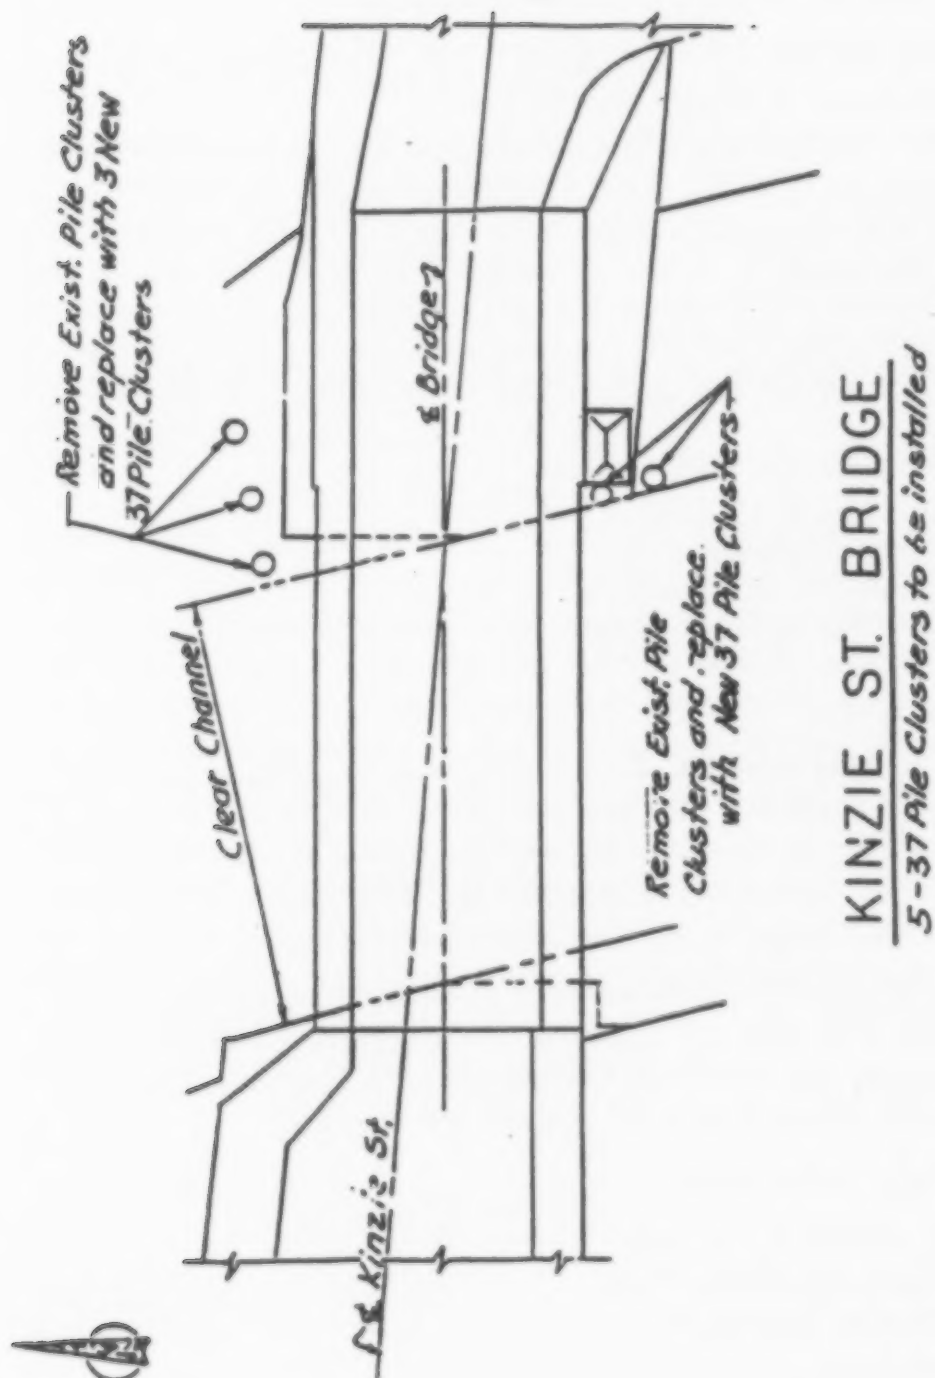 Remove Exist. Pile Clusters
and replace with 3 New
37 Pile Clusters
Clear Channel
℄ Bridge
℄ Kinzie St.
Remove Exist. Pile
Clusters and replace
with New 37 Pile Clusters
N
KINZIE ST. BRIDGE
5-37 Pile Clusters to be installed